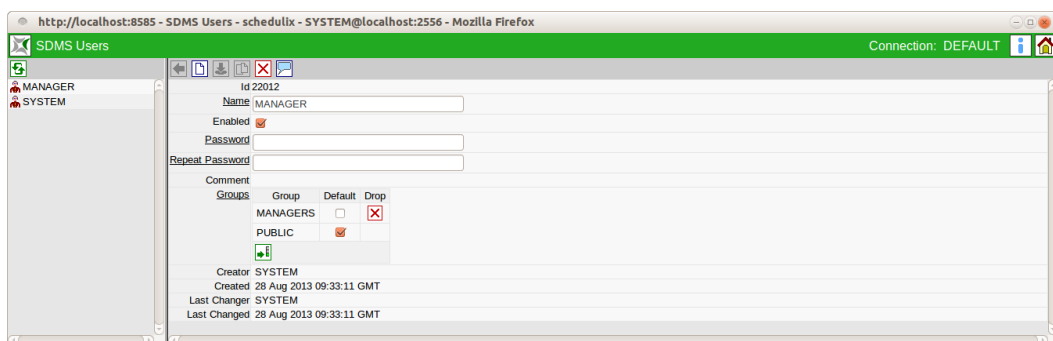 http://localhost:8585 - SDMS Users - schedulix - SYSTEM@localhost:2556 - Mozilla Firefox
SDMS Users
Connection: DEFAULT
MANAGER
SYSTEM
Id 22012
Name MANAGER
Enabled
Password
Repeat Password
Comment
Groups Group Default Drop
MANAGERS
PUBLIC
Creator SYSTEM
Created 28 Aug 2013 09:33:11 GMT
Last Changer SYSTEM
Last Changed 28 Aug 2013 09:33:11 GMT